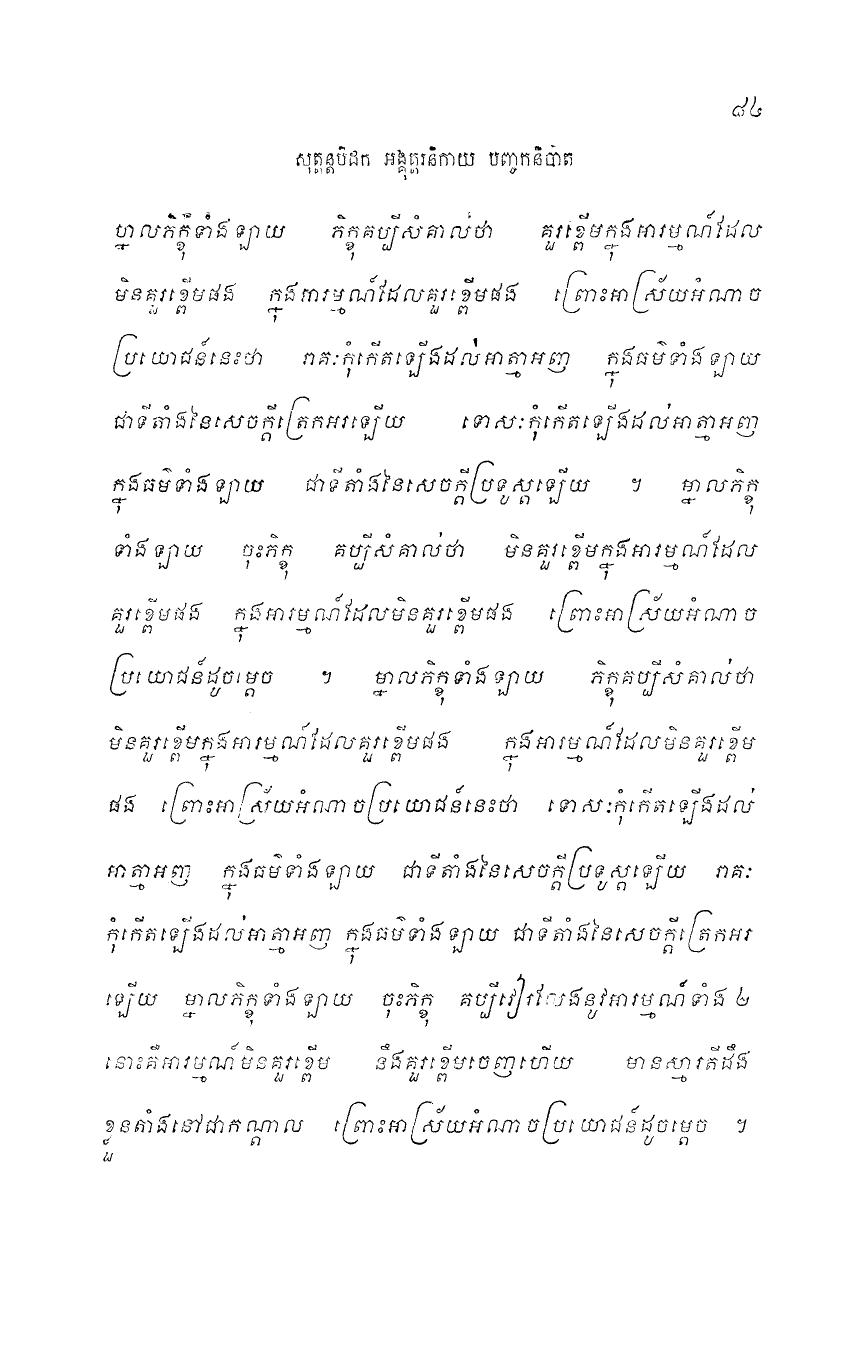 ៨៤
សុត្តន្តបិដក អង្គុត្តរនិកាយ បញ្ចកនិបាត
ម្នាលភិក្ខុទាំងឡាយ ភិក្ខុគប្បីសំគាល់ថា គួរខ្ពើមក្នុងអារម្មណ៍ដែល
មិនគួរខ្ពើមផង ក្នុងអារម្មណ៍ដែលគួរខ្ពើមផង ព្រោះអាស្រ័យអំណាច
ប្រយោជន៍នេះថា រាគៈកុំកើតឡើងដល់អាត្មាអញ ក្នុងធម៌ទាំងឡាយ
ជាទីតាំងនៃសេចក្តីត្រេកអរឡើយ ទោសៈកុំកើតឡើងដល់អាត្មាអញ
ក្នុងធម៌ទាំងឡាយ ជាទីតាំងនៃសេចក្តីប្រទូស្តឡើយ ។ ម្នាលភិក្ខុ
ទាំងឡាយ ចុះភិក្ខុ គប្បីសំគាល់ថា មិនគួរខ្ពើមក្នុងអារម្មណ៍ដែល
គួរខ្ពើមផង ក្នុងអារម្មណ៍ដែលមិនគួរខ្ពើមផង ព្រោះអាស្រ័យអំណាច
ប្រយោជន៍ដូចម្តេច ។ ម្នាលភិក្ខុទាំងឡាយ ភិក្ខុគប្បីសំគាល់ថា
មិនគួរខ្ពើមក្នុងអារម្មណ៍ដែលគួរខ្ពើមផង ក្នុងអារម្មណ៍ដែលមិនគួរខ្ពើម
ផង ព្រោះអាស្រ័យអំណាចប្រយោជន៍នេះថា ទោសៈកុំកើតឡើងដល់
អាត្មាអញ ក្នុងធម៌ទាំងឡាយ ជាទីតាំងនៃសេចក្តីប្រទូស្តឡើយ រាគៈ
កុំកើតឡើងដល់អាត្មាអញ ក្នុងធម៌ទាំងឡាយ ជាទីតាំងនៃសេចក្តីត្រេកអរ
ឡើយ ម្នាលភិក្ខុទាំងឡាយ ចុះភិក្ខុ គប្បីវៀរលែងនូវអារម្មណ៍ទាំង ២
នោះគឺអារម្មណ៍មិនគួរខ្ពើម នឹងគួរខ្ពើមចេញហើយ មានស្មារតីដឹង
ខ្លួនតាំងនៅជាកណ្តាល ព្រោះអាស្រ័យអំណាចប្រយោជន៍ដូចម្តេច ។